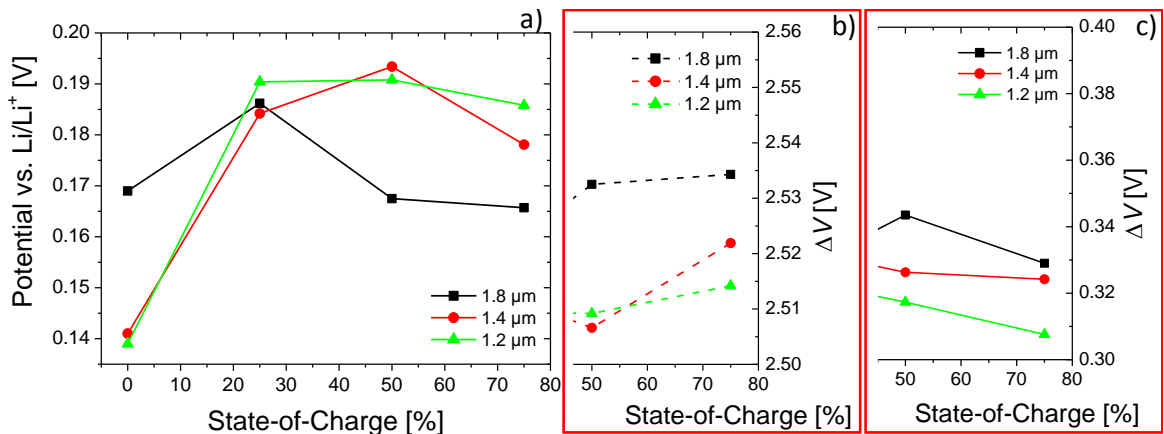 a)
Potential vs. Li/Li⁺ [V]
0.20
0.19
0.18
0.17
0.16
0.15
0.14
1.8 µm
1.4 µm
1.2 µm
0 10 20 30 40 50 60 70 80
State-of-Charge [%]
b)
1.8 µm
1.4 µm
1.2 µm
2.56
2.55
2.54
2.53
2.52
2.51
2.50
ΔV [V]
50 60 70 80
State-of-Charge [%]
c)
1.8 µm
1.4 µm
1.2 µm
0.40
0.38
0.36
0.34
0.32
0.30
ΔV [V]
50 60 70 80
State-of-Charge [%]